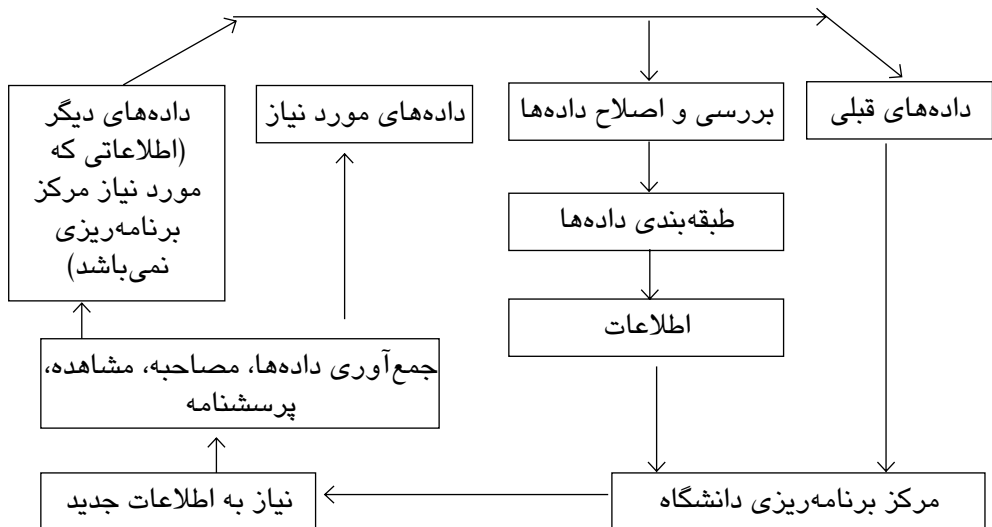 داده‌های قبلی
بررسی و اصلاح داده‌ها
داده‌های مورد نیاز
داده‌های دیگر
(اطلاعاتی که
مورد نیاز مرکز
برنامه‌ریزی
نمی‌باشد)
طبقه‌بندی داده‌ها
اطلاعات
جمع‌آوری داده‌ها، مصاحبه، مشاهده،
پرسشنامه
مرکز برنامه‌ریزی دانشگاه
نیاز به اطلاعات جدید